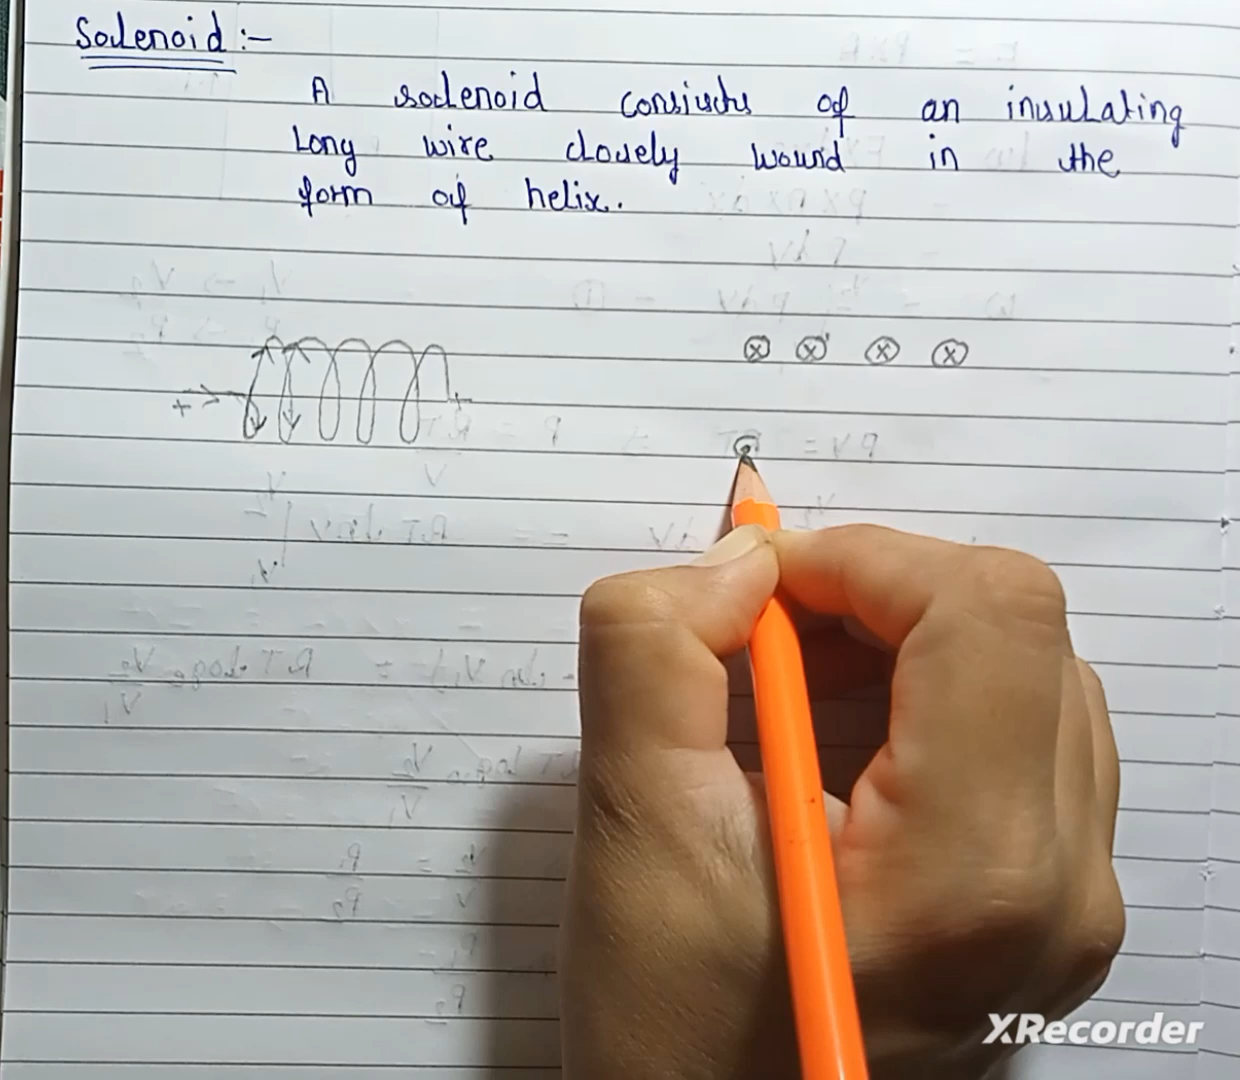 Solenoid :-
A solenoid consists of an insulating
Long wire closely wound in the
form of helix.
XRecorder